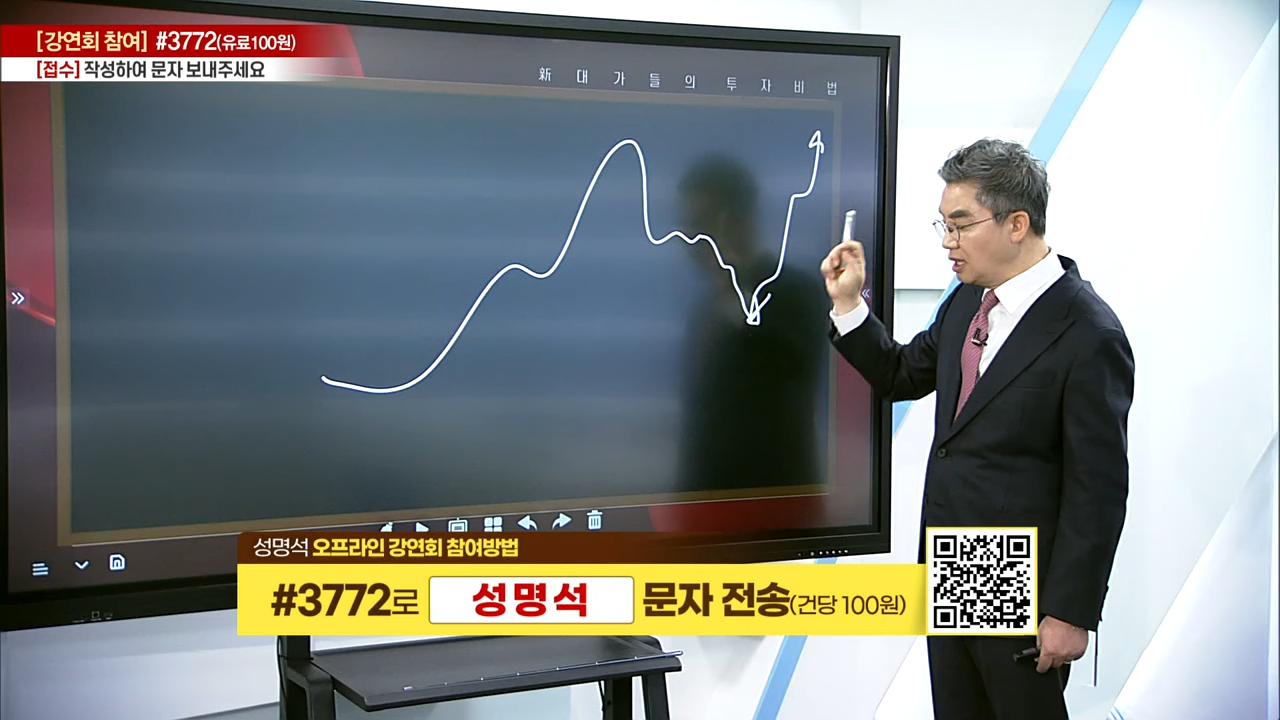 [강연회 참여] #3772(유료100원)
[접수] 작성하여 문자 보내주세요
新 대가들의 투자비법
성명석 오프라인 강연회 참여방법
#3772로 성명석 문자 전송(건당 100원)